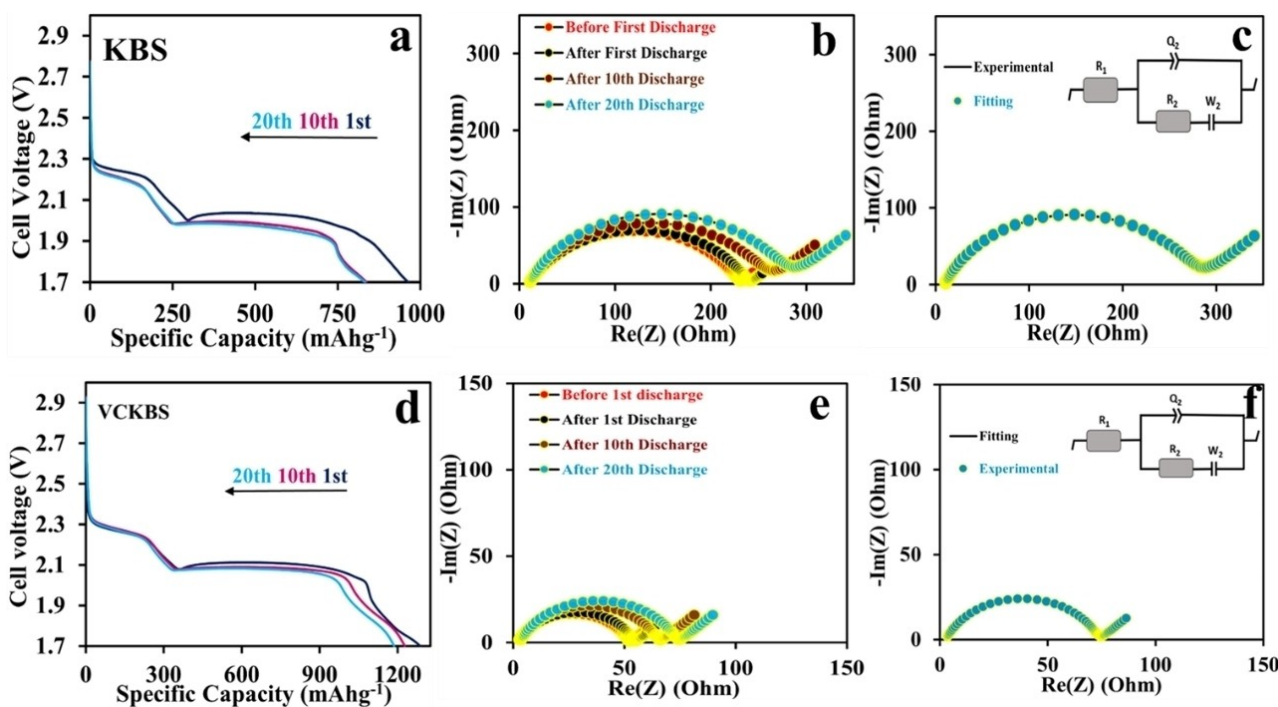 a
KBS
2.9
2.7
2.5
2.3
2.1
1.9
1.7
Cell Voltage (V)
20th 10th 1st
0 250 500 750 1000
Specific Capacity (mAhg-1)
b
Before First Discharge
After First Discharge
After 10th Discharge
After 20th Discharge
300
200
100
0
-Im(Z) (Ohm)
0 100 200 300
Re(Z) (Ohm)
c
Experimental
Fitting
R1
Q2
R2
W2
300
200
100
0
-Im(Z) (Ohm)
0 100 200 300
Re(Z) (Ohm)
d
VCKBS
2.9
2.7
2.5
2.3
2.1
1.9
1.7
Cell voltage (V)
20th 10th 1st
0 300 600 900 1200
Specific Capacity (mAhg-1)
e
Before 1st discharge
After 1st Discharge
After 10th Discharge
After 20th Discharge
150
100
50
0
-Im(Z) (Ohm)
0 50 100 150
Re(Z) (Ohm)
f
Fitting
Experimental
R1
Q2
R2
W2
150
100
50
0
-Im(Z) (Ohm)
0 50 100 150
Re(Z) (Ohm)